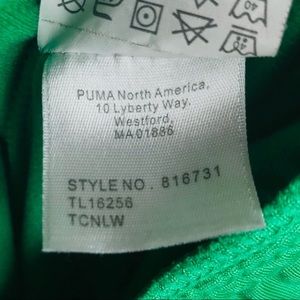 PUMA North America,
10 Lyberty Way.
Westford,
MA 01886
STYLE NO. 816731
TL16256
TCNLW